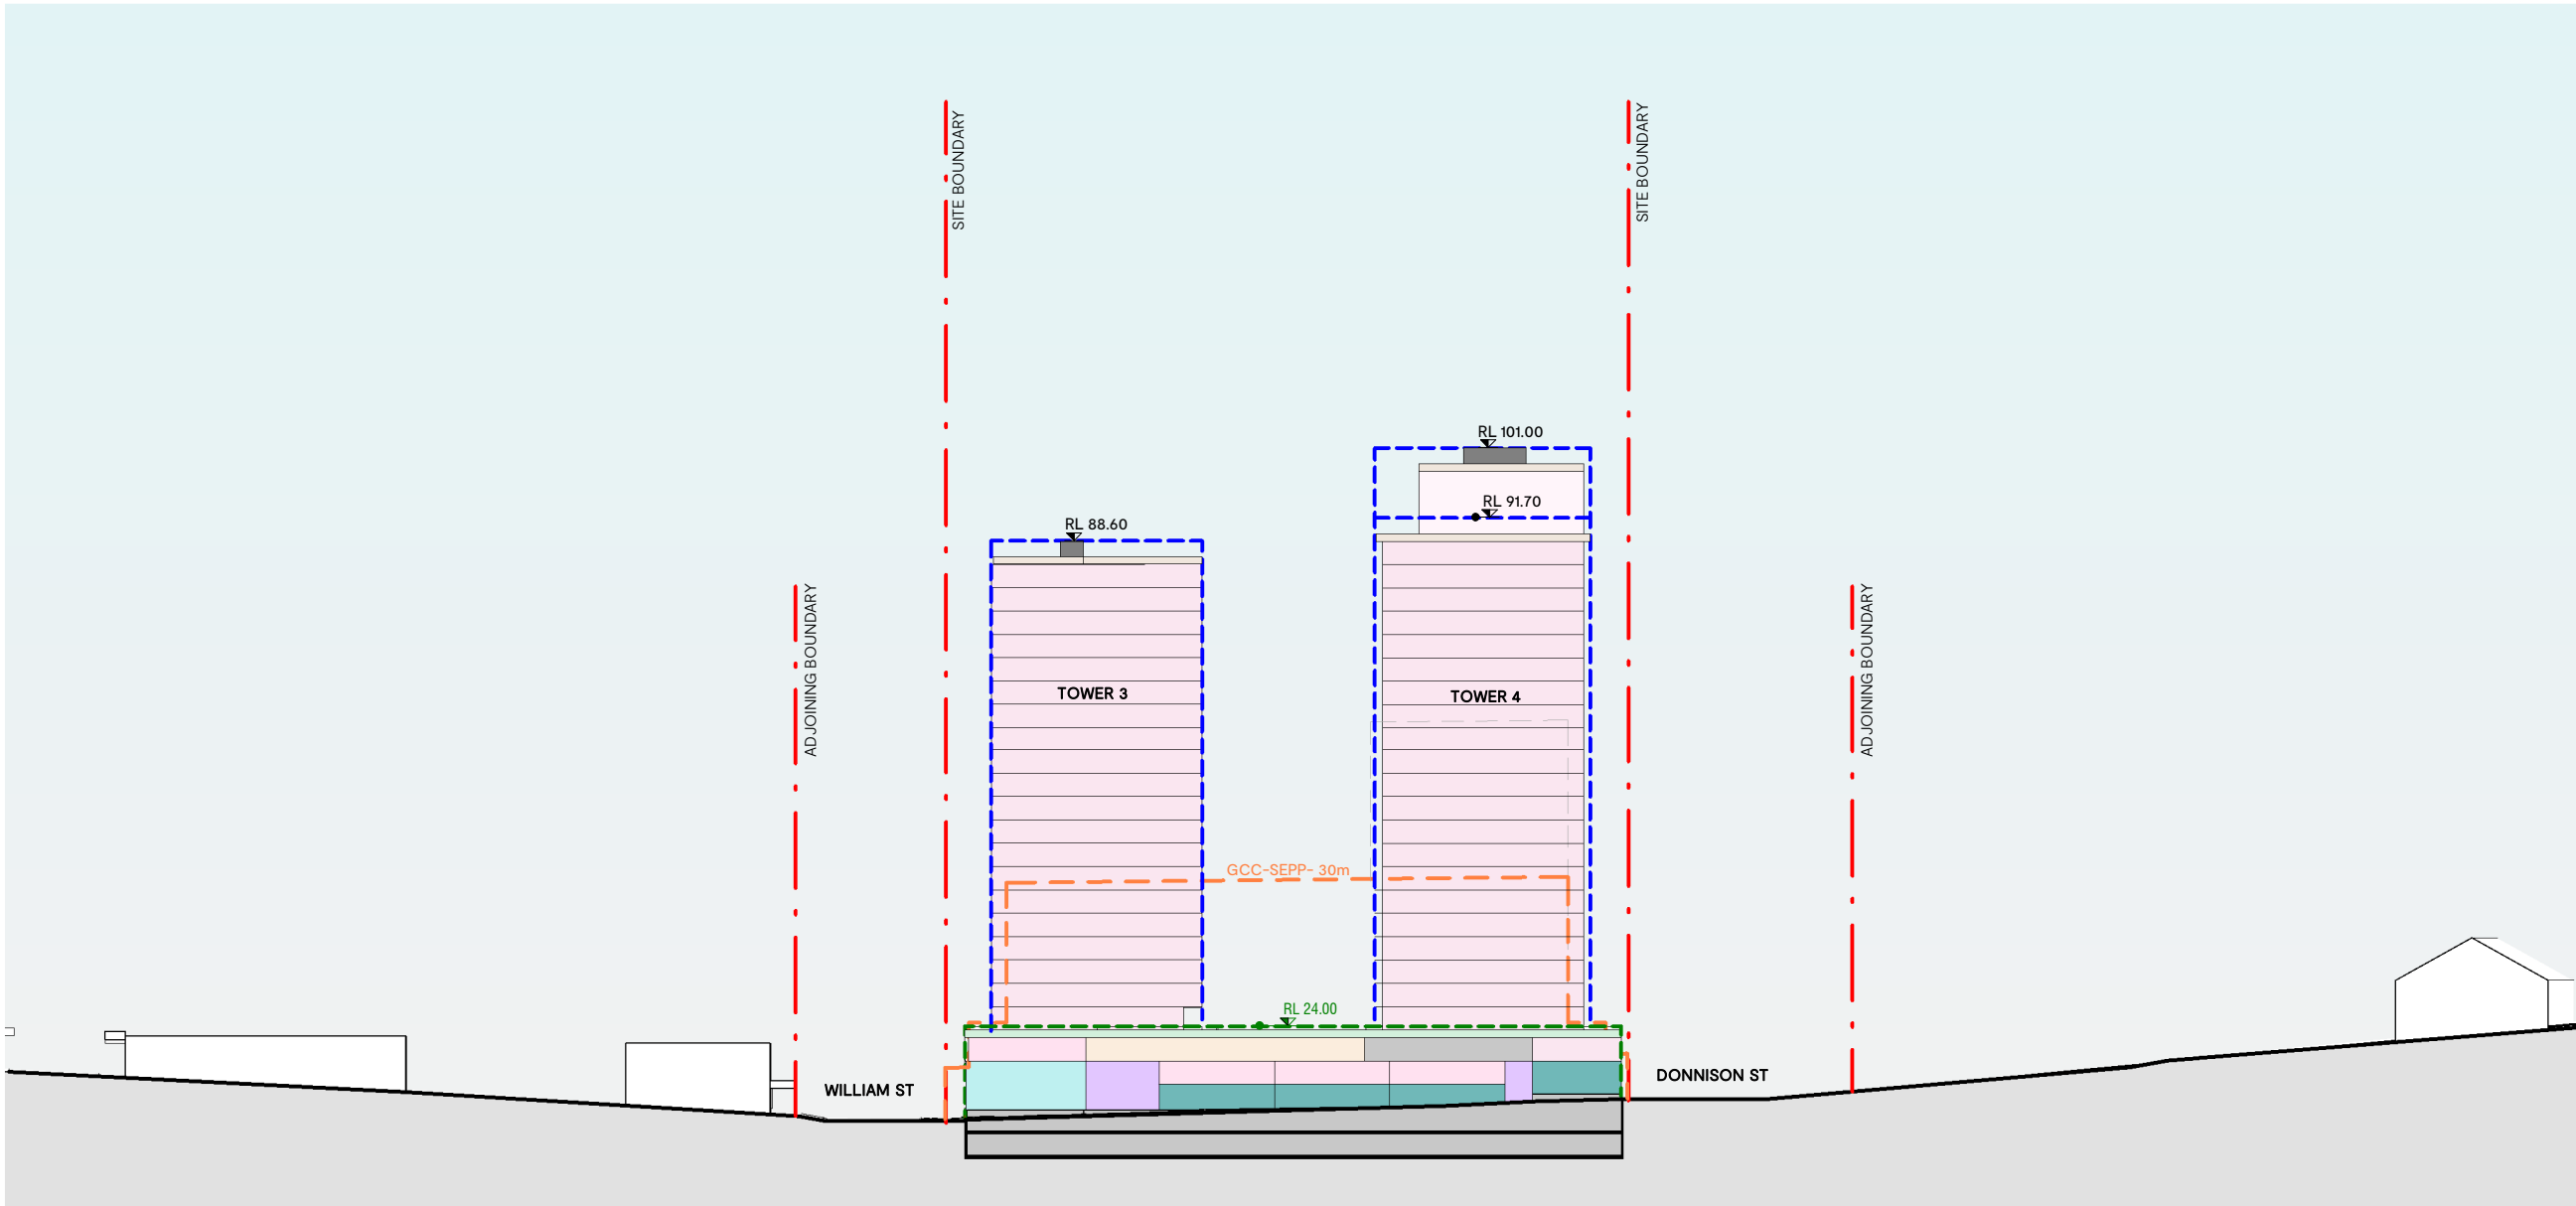 SITE BOUNDARY
SITE BOUNDARY
RL 101.00
RL 91.70
RL 88.60
ADJOINING BOUNDARY
ADJOINING BOUNDARY
TOWER 3
TOWER 4
GCC-SEPP- 30m
RL 24.00
WILLIAM ST
DONNISON ST